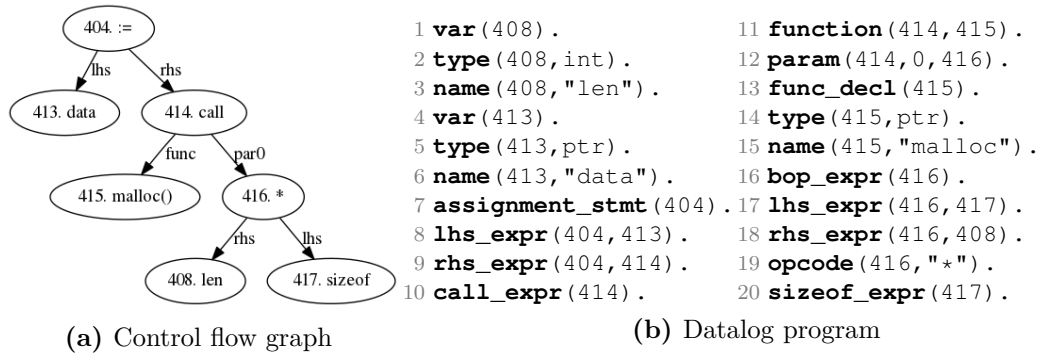 404. :=
lhs
rhs
413. data
414. call
func
par0
415. malloc()
416. *
rhs
lhs
408. len
417. sizeof
(a) Control flow graph
1 var(408).
2 type(408,int).
3 name(408,"len").
4 var(413).
5 type(413,ptr).
6 name(413,"data").
7 assignment_stmt(404).
8 lhs_expr(404,413).
9 rhs_expr(404,414).
10 call_expr(414).
11 function(414,415).
12 param(414,0,416).
13 func_decl(415).
14 type(415,ptr).
15 name(415,"malloc").
16 bop_expr(416).
17 lhs_expr(416,417).
18 rhs_expr(416,408).
19 opcode(416,"*").
20 sizeof_expr(417).
(b) Datalog program